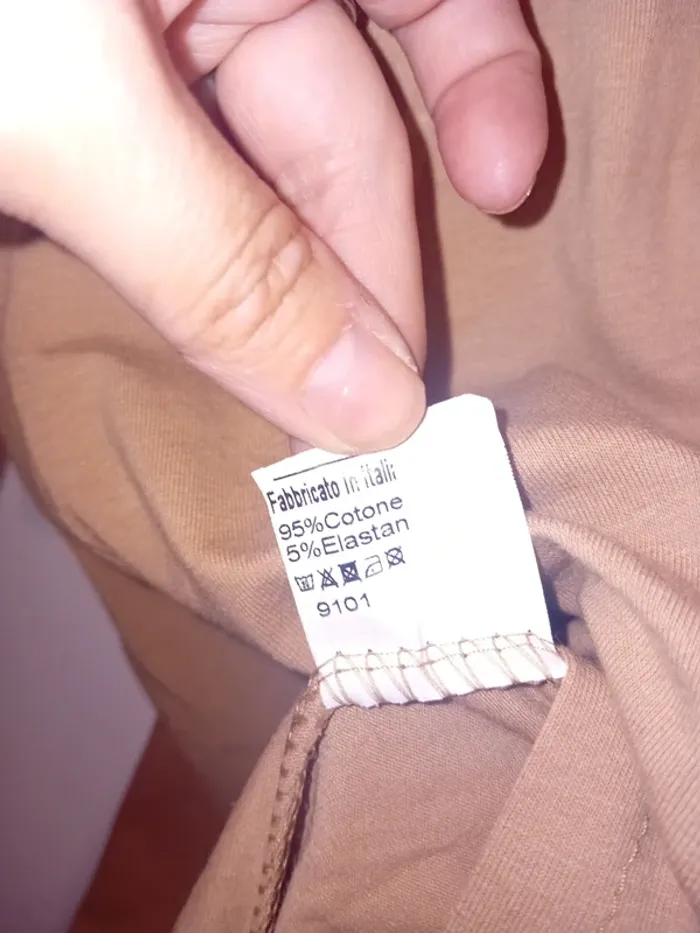 Fabbricato in Itali
95%Cotone
5%Elastan
9101